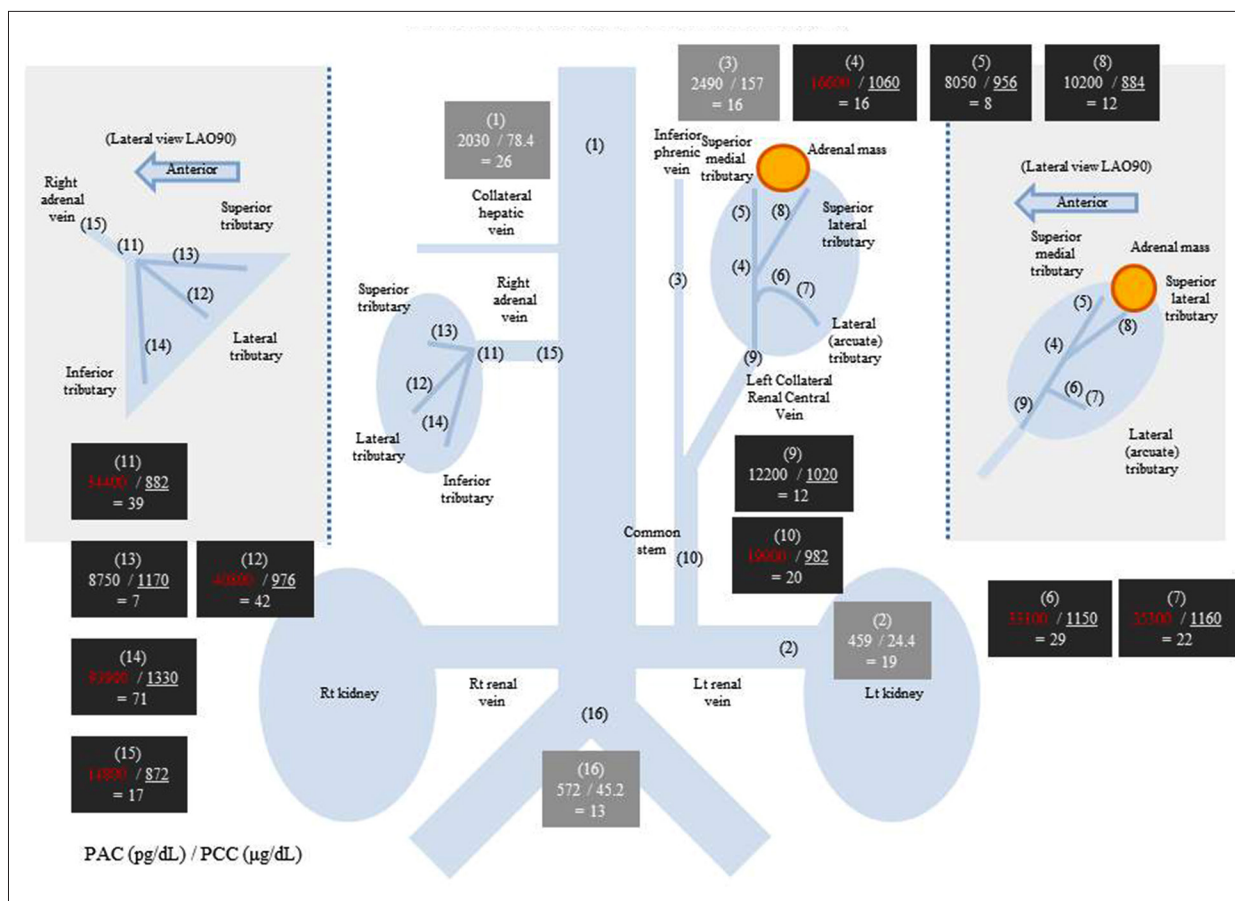 (3)
2490 / 157
= 16
(4)
16600 / 1060
= 16
(5)
8050 / 956
= 8
(8)
10200 / 884
= 12
(1)
2030 / 78.4
= 26
Collateral
hepatic
vein
(1)
Inferior
phrenic
vein
Superior
medial
tributary
Adrenal mass
(5)
(8)
Superior
lateral
tributary
(4)
(6)
(7)
(3)
Lateral
(arcuate)
tributary
(9)
Left Collateral
Renal Central
Vein
(Lateral view LAO90)
Anterior
Right
adrenal
vein
(15)
(11)
Superior
tributary
(13)
(12)
(14)
Lateral
tributary
Inferior
tributary
Superior
tributary
Right
adrenal
vein
(13)
(11)
(15)
(12)
(14)
Lateral
tributary
Inferior
tributary
(Lateral view LAO90)
Anterior
Superior
medial
tributary
Adrenal mass
Superior
lateral
tributary
(5)
(8)
(4)
(6)
(7)
(9)
Lateral
(arcuate)
tributary
(11)
34400 / 882
= 39
(13)
8750 / 1170
= 7
(12)
40800 / 976
= 42
(14)
/ 1330
= 71
(15)
14800 / 872
= 17
(9)
12200 / 1020
= 12
Common
stem
(10)
(10)
19900 / 982
= 20
(6)
33100 / 1150
= 29
(7)
/ 1160
= 22
(2)
(2)
459 / 24.4
= 19
Rt kidney
Rt renal
vein
Lt renal
vein
Lt kidney
(16)
(16)
572 / 45.2
= 13
PAC (pg/dL) / PCC (µg/dL)